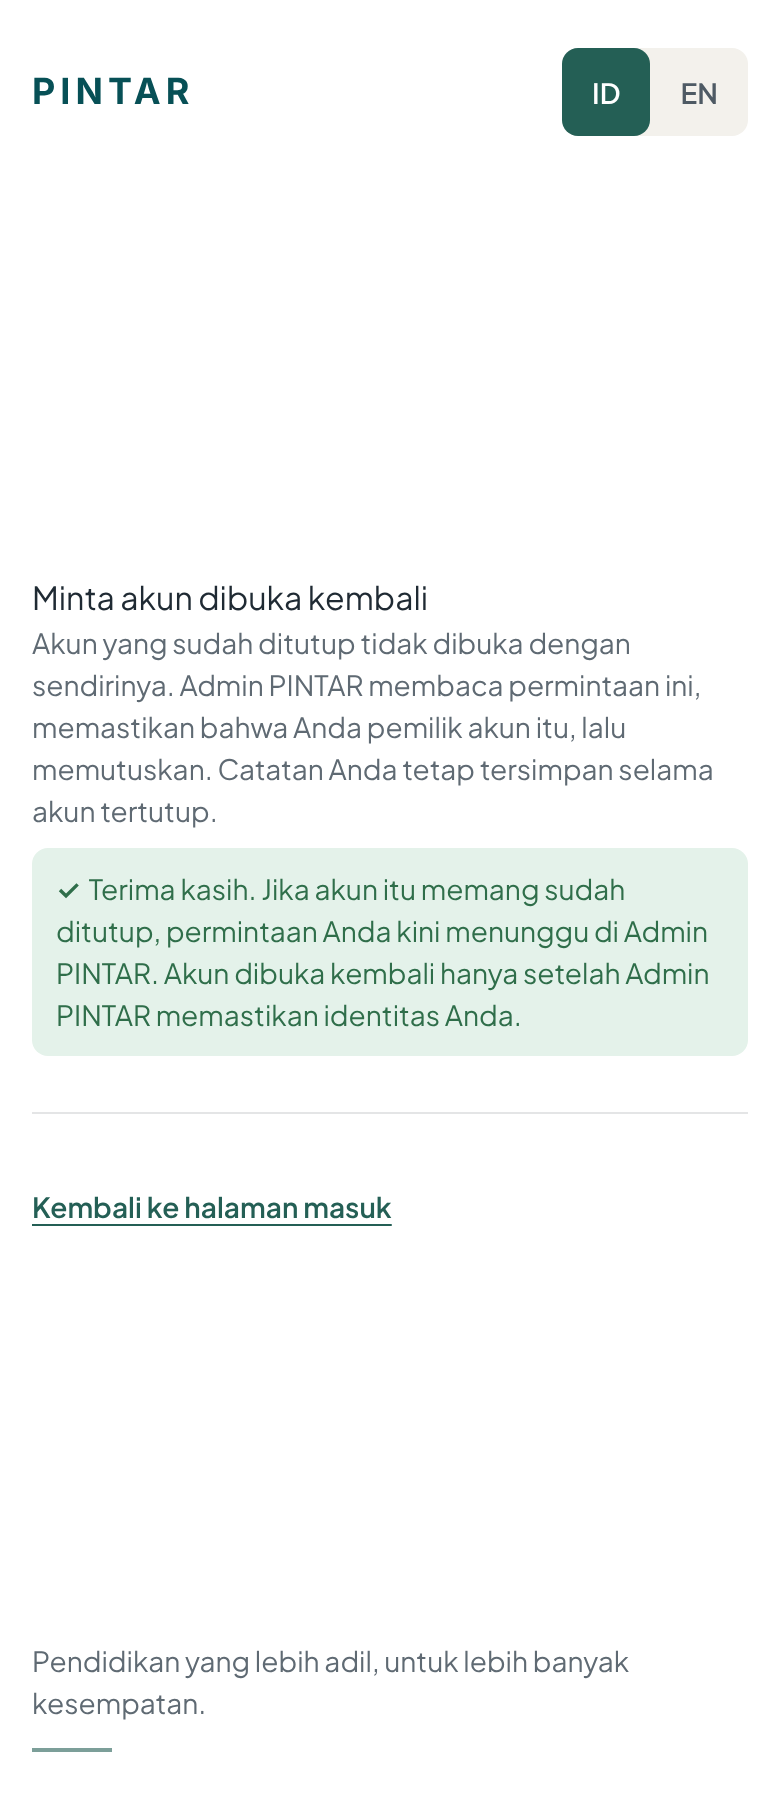 PINTAR
ID EN
Minta akun dibuka kembali
Akun yang sudah ditutup tidak dibuka dengan
sendirinya. Admin PINTAR membaca permintaan ini,
memastikan bahwa Anda pemilik akun itu, lalu
memutuskan. Catatan Anda tetap tersimpan selama
akun tertutup.
✓ Terima kasih. Jika akun itu memang sudah
ditutup, permintaan Anda kini menunggu di Admin
PINTAR. Akun dibuka kembali hanya setelah Admin
PINTAR memastikan identitas Anda.
Kembali ke halaman masuk
Pendidikan yang lebih adil, untuk lebih banyak
kesempatan.